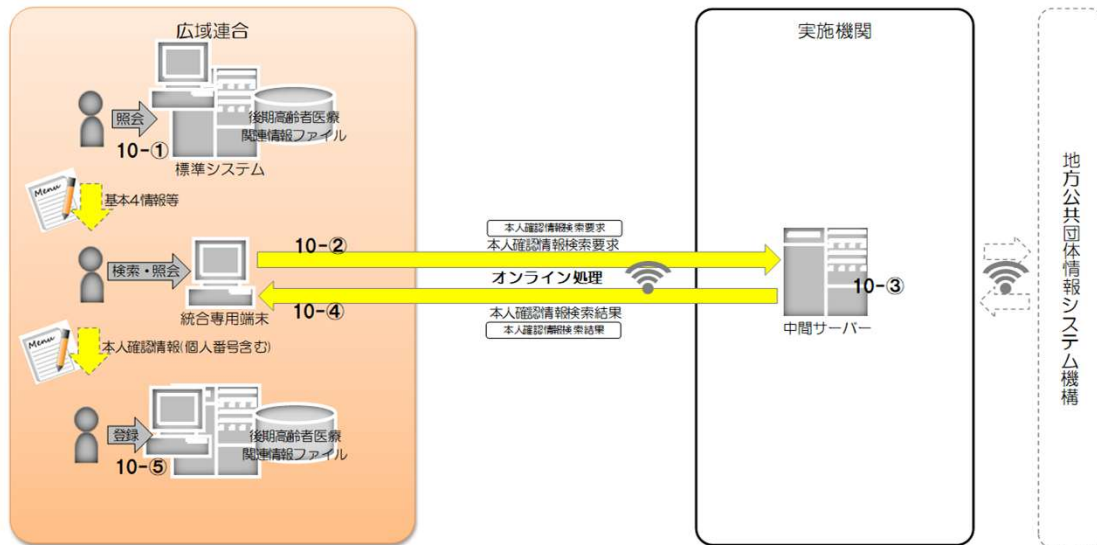 広域連合
実施機関
照会
10-①
後期高齢者医療
関連情報ファイル
標準システム
Menu
基本4情報等
検索・照会
統合専用端末
10-②
本人確認情報検索要求
本人確認情報検索要求
オンライン処理
10-④
本人確認情報検索結果
本人確認情報検索結果
10-③
中間サーバー
Menu
本人確認情報(個人番号含む)
登録
10-⑤
後期高齢者医療
関連情報ファイル
地方公共団体情報システム機構